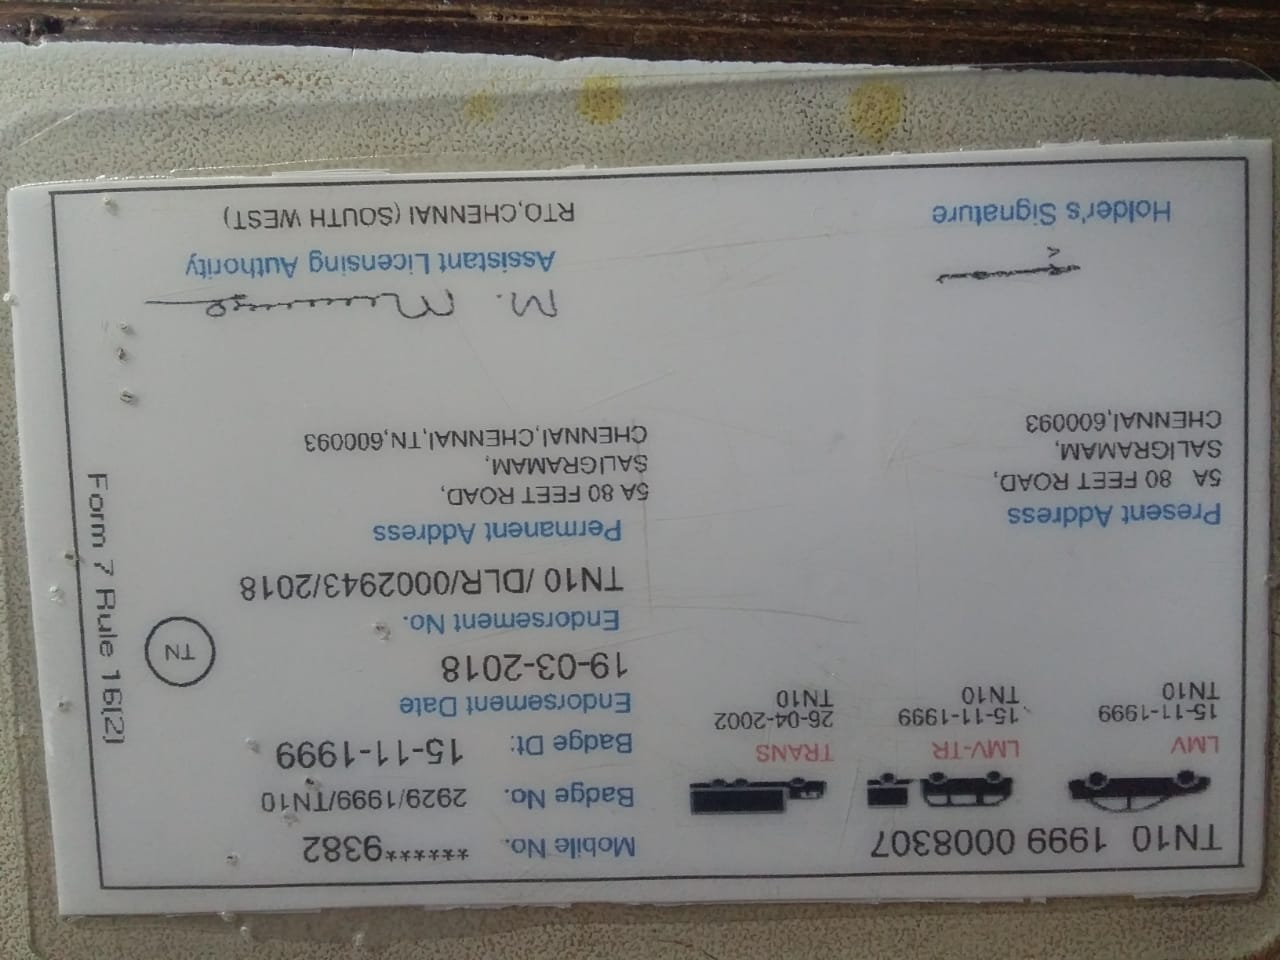 TN10 1999 0008307
LMV
15-11-1999
TN10
LMV-TR
15-11-1999
TN10
TRANS
26-04-2002
TN10
Mobile No. ******9382
Badge No. 2929/1999/TN10
Badge Dt: 15-11-1999
Endorsement Date
19-03-2018
Endorsement No.
TN10 /DLR/0002943/2018
TN
Form 7 Rule 16(2)
Present Address
5A 80 FEET ROAD,
SALIGRAMAM,
CHENNAI,600093
Permanent Address
5A 80 FEET ROAD,
SALIGRAMAM,
CHENNAI,CHENNAI,TN,600093
Holder's Signature
M.
Assistant Licensing Authority
RTO,CHENNAI (SOUTH WEST)